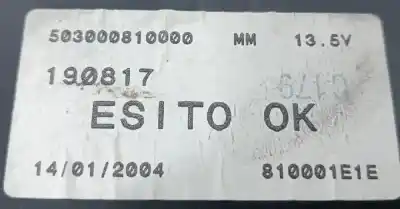 503000810000 MM 13.5V
190817
ESITO OK
14/01/2004 810001E1E